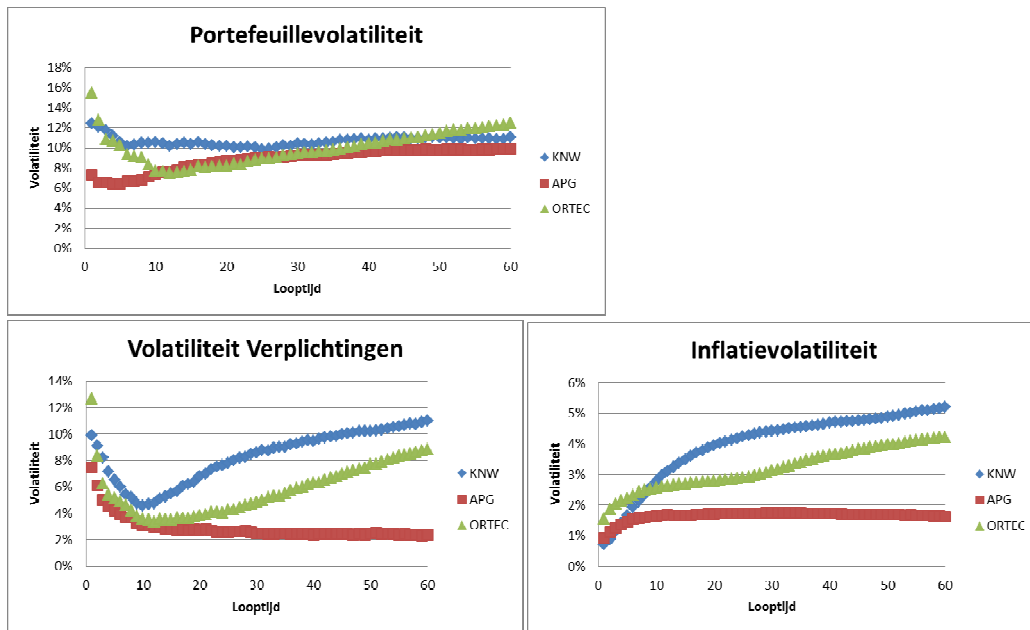 Portefeuillevolatiliteit
18%
16%
14%
12%
10%
8%
6%
4%
2%
0%
Volatiliteit
0 10 20 30 40 50 60
Looptijd
KNW
APG
ORTEC
Volatiliteit Verplichtingen
14%
12%
10%
8%
6%
4%
2%
0%
Volatiliteit
0 10 20 30 40 50 60
Looptijd
KNW
APG
ORTEC
Inflatievolatiliteit
6%
5%
4%
3%
2%
1%
0%
Volatiliteit
0 10 20 30 40 50 60
Looptijd
KNW
APG
ORTEC